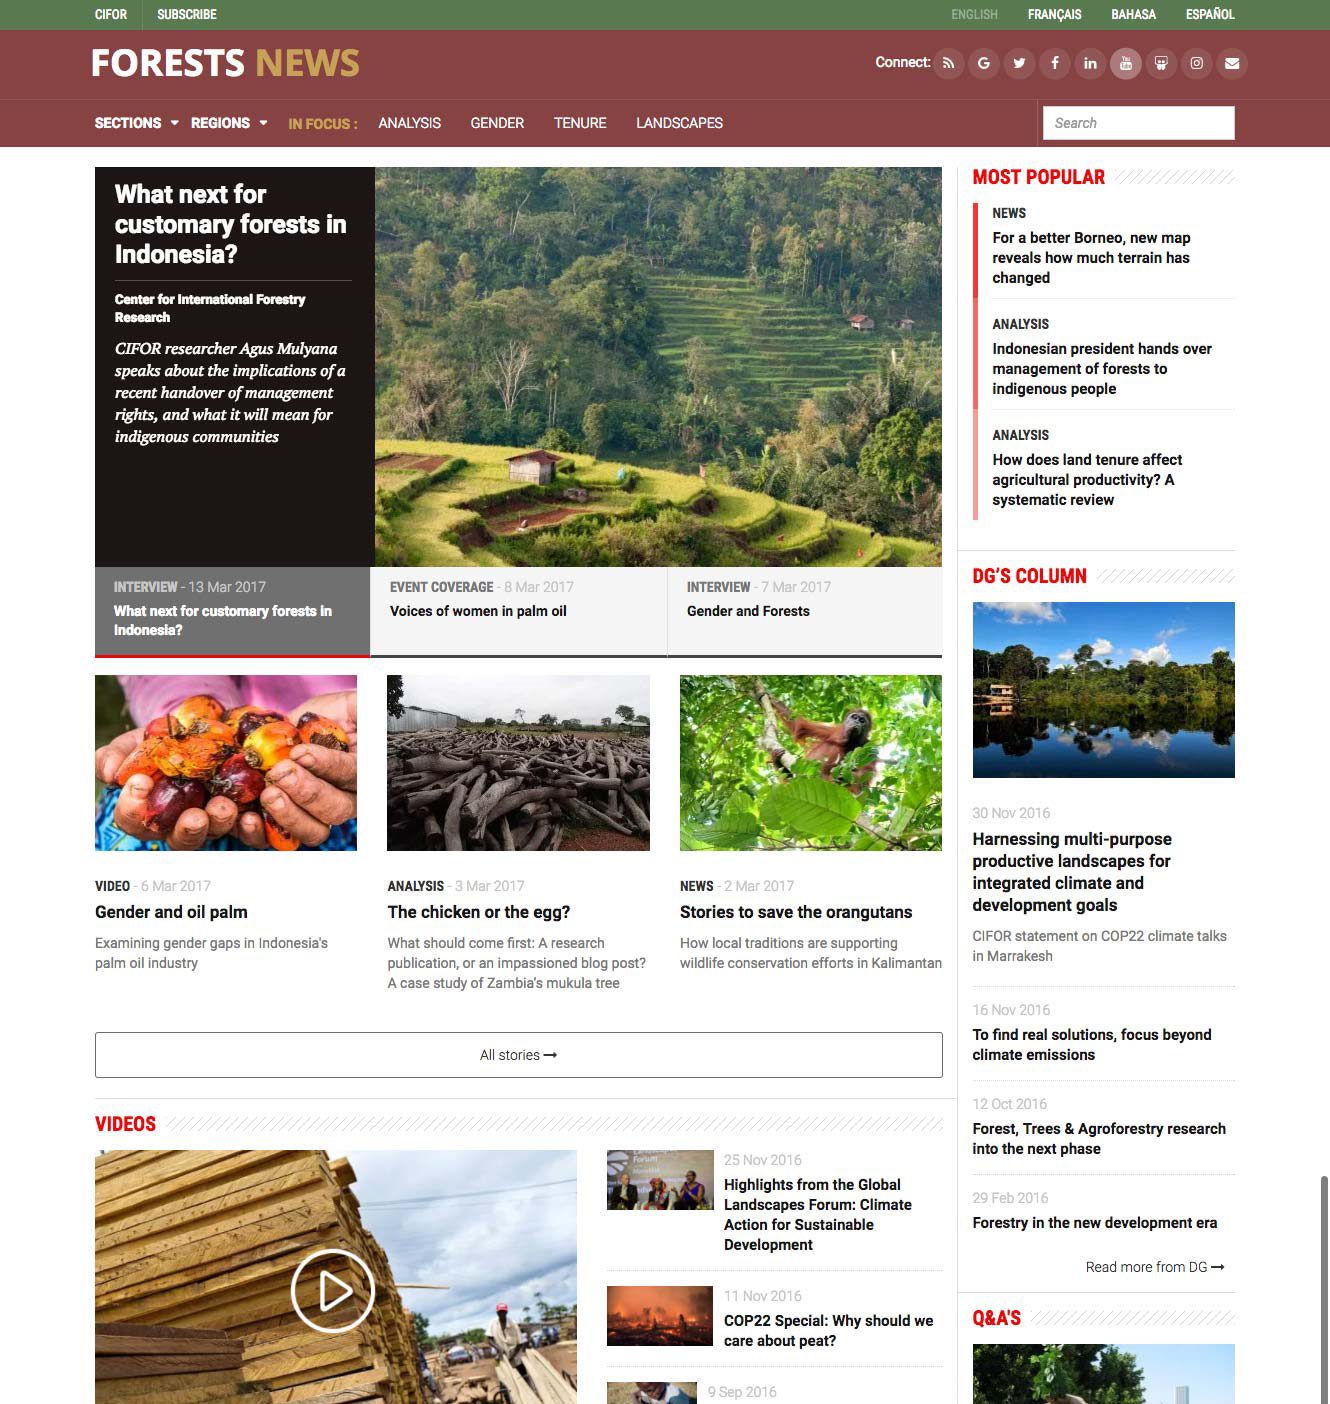 CIFOR SUBSCRIBE ENGLISH FRANÇAIS BAHASA ESPAÑOL
FORESTS NEWS
Connect:
SECTIONS REGIONS IN FOCUS : ANALYSIS GENDER TENURE LANDSCAPES
Search
What next for
customary forests in
Indonesia?
Center for International Forestry
Research
CIFOR researcher Agus Mulyana
speaks about the implications of a
recent handover of management
rights, and what it will mean for
indigenous communities
INTERVIEW - 13 Mar 2017
What next for customary forests in
Indonesia?
EVENT COVERAGE - 8 Mar 2017
Voices of women in palm oil
INTERVIEW - 7 Mar 2017
Gender and Forests
VIDEO - 6 Mar 2017
Gender and oil palm
Examining gender gaps in Indonesia's
palm oil industry
ANALYSIS - 3 Mar 2017
The chicken or the egg?
What should come first: A research
publication, or an impassioned blog post?
A case study of Zambia's mukula tree
NEWS - 2 Mar 2017
Stories to save the orangutans
How local traditions are supporting
wildlife conservation efforts in Kalimantan
All stories
VIDEOS
25 Nov 2016
Highlights from the Global
Landscapes Forum: Climate
Action for Sustainable
Development
11 Nov 2016
COP22 Special: Why should we
care about peat?
9 Sep 2016
MOST POPULAR
NEWS
For a better Borneo, new map
reveals how much terrain has
changed
ANALYSIS
Indonesian president hands over
management of forests to
indigenous people
ANALYSIS
How does land tenure affect
agricultural productivity? A
systematic review
DG'S COLUMN
30 Nov 2016
Harnessing multi-purpose
productive landscapes for
integrated climate and
development goals
CIFOR statement on COP22 climate talks
in Marrakesh
16 Nov 2016
To find real solutions, focus beyond
climate emissions
12 Oct 2016
Forest, Trees & Agroforestry research
into the next phase
29 Feb 2016
Forestry in the new development era
Read more from DG
Q&A'S